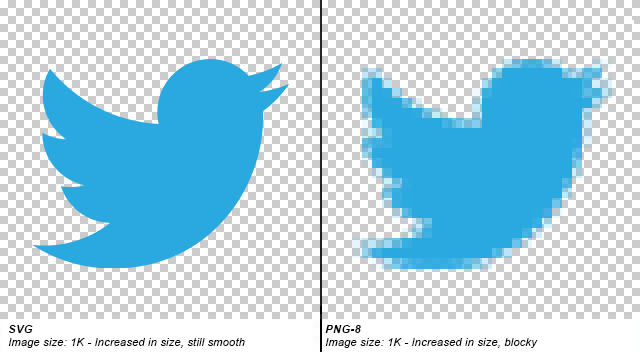 SVG
Image size: 1K - Increased in size, still smooth
PNG-8
Image size: 1K - Increased in size, blocky